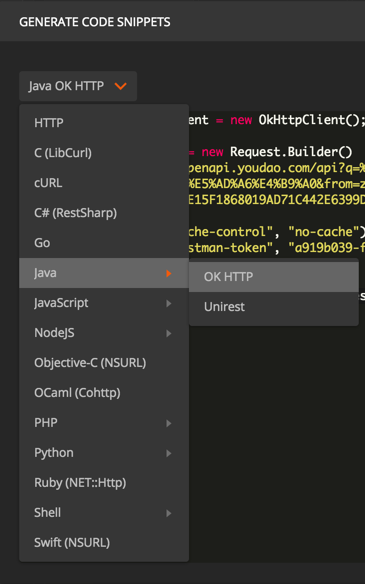 GENERATE CODE SNIPPETS
Java OK HTTP
HTTP
C (LibCurl)
cURL
C# (RestSharp)
Go
Java
JavaScript
NodeJS
Objective-C (NSURL)
OCaml (Cohttp)
PHP
Python
Ruby (NET::Http)
Shell
Swift (NSURL)
OK HTTP
Unirest
ent = new OkHttpClient();
= new Request.Builder()
penapi.youdao.com/api?q=%
%E5%AD%A6%E4%B9%A0&from=z
E15F1868019AD71C442E6399D
che-control", "no-cache")
stman-token", "a919b039-f